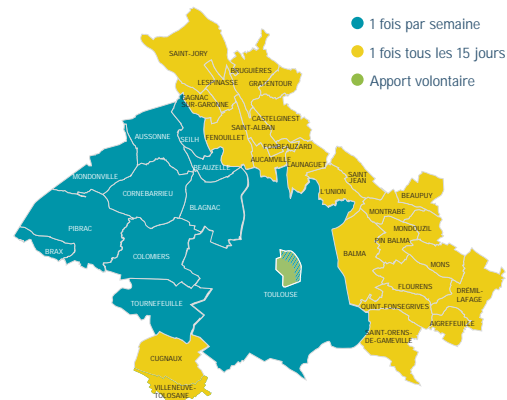 1 fois par semaine
1 fois tous les 15 jours
Apport volontaire
SAINT-JORY
BRUGUIÈRES
LESPINASSE
GRATENTOUR
GAGNAC
SUR-GARONNE
CASTELGINEST
SAINT-ALBAN
AUSSONNE
SEILH
FENOUILLET
FONBEAUZARD
AUCAMVILLE
LAUNAGUET
BEAUZELLE
SAINT
JEAN
MONDONVILLE
L'UNION
BEAUPUY
CORNEBARRIEU
BLAGNAC
MONTRABÉ
MONDOUZIL
PIBRAC
PIN BALMA
BRAX
COLOMIERS
BALMA
MONS
FLOURENS
DRÉMIL-
LAFAGE
TOULOUSE
TOURNEFEUILLE
QUINT-FONSEGRIVES
AIGREFEUILLE
SAINT-ORENS-
DE-GAMEVILLE
CUGNAUX
VILLENEUVE-
TOLOSANE